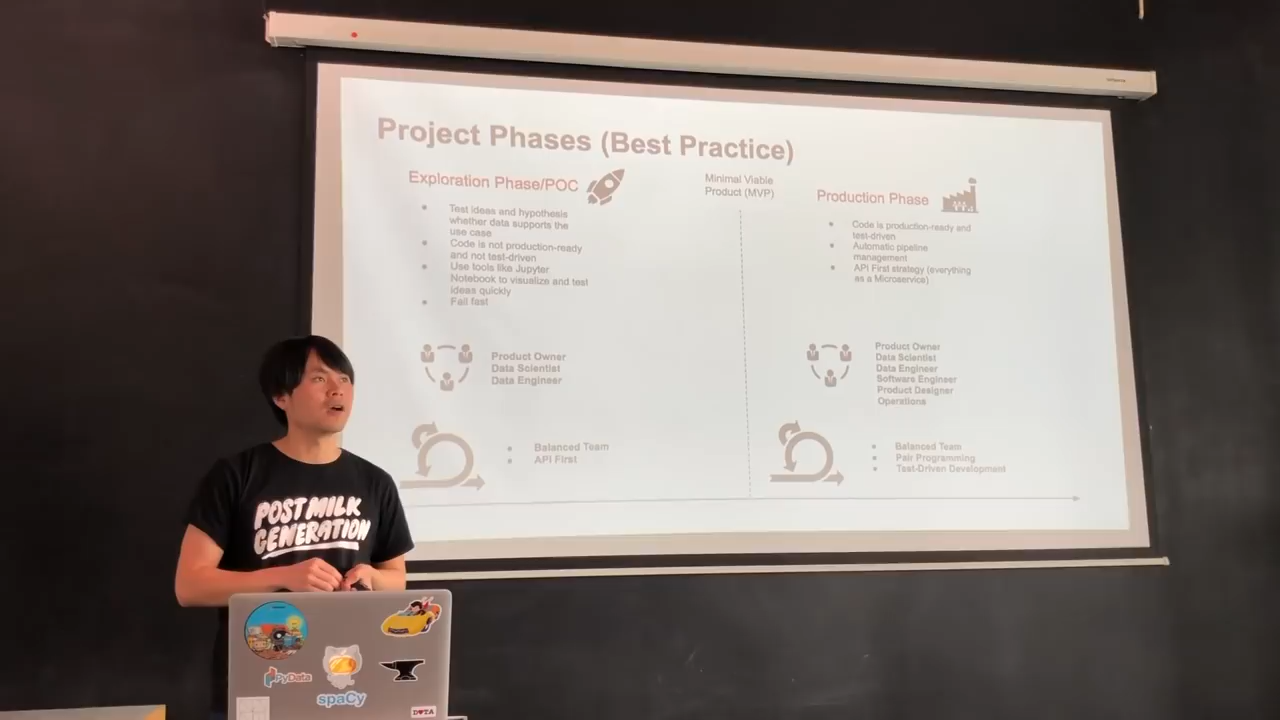 Project Phases (Best Practice)
Exploration Phase/POC
Test ideas and hypothesis
whether data supports the
use case
Code is not production-ready
and not test-driven
Use tools like Jupyter
Notebook to visualize and test
ideas quickly
Fail fast
Product Owner
Data Scientist
Data Engineer
Balanced Team
API First
Minimal Viable
Product (MVP)
Production Phase
Code is production-ready and
test-driven
Automatic pipeline
management
API First strategy (everything
as a Microservice)
Product Owner
Data Scientist
Data Engineer
Software Engineer
Product Designer
Operations
Balanced Team
Pair Programming
Test-Driven Development
POST MILK
GENERATION
PyData
spaCy